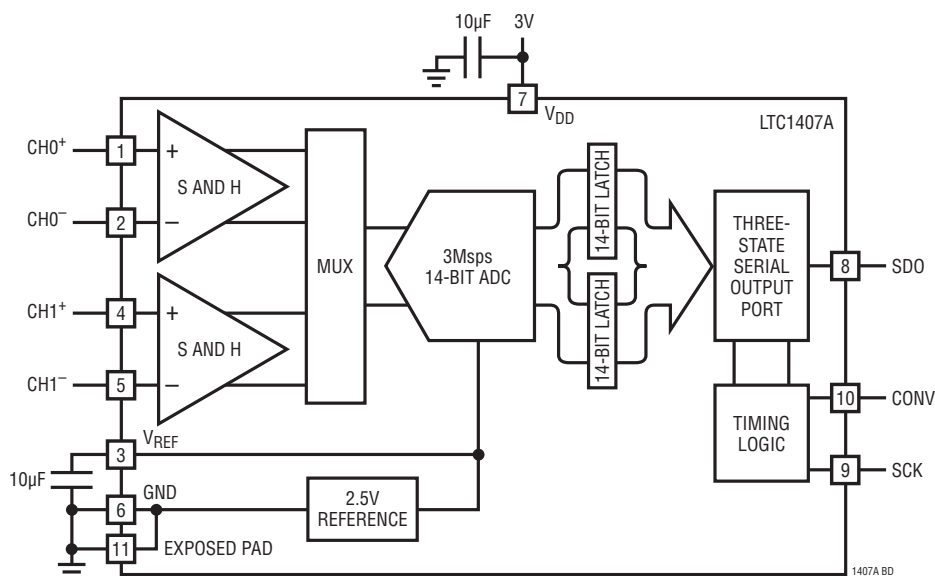 10µF
3V
7
VDD
LTC1407A
CH0+
1
+
S AND H
CH0−
2
−
CH1+
4
+
S AND H
CH1−
5
−
MUX
3Msps
14-BIT ADC
14-BIT LATCH
14-BIT LATCH
THREE-
STATE
SERIAL
OUTPUT
PORT
8
SDO
TIMING
LOGIC
10
CONV
9
SCK
VREF
3
10µF
GND
6
2.5V
REFERENCE
11
EXPOSED PAD
1407A BD